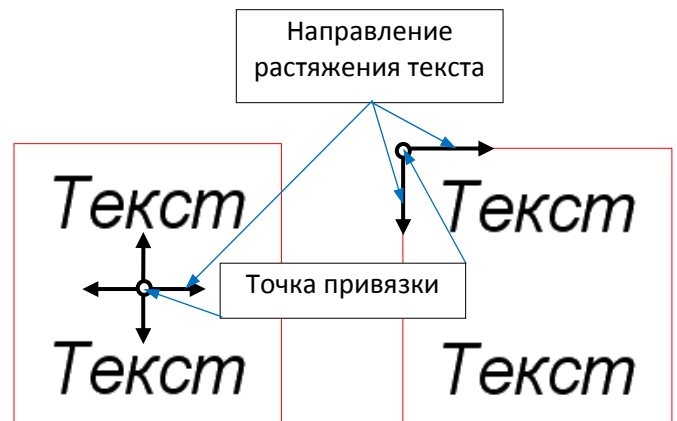 Направление
растяжения текста
Текст
Текст
Точка привязки
Текст
Текст